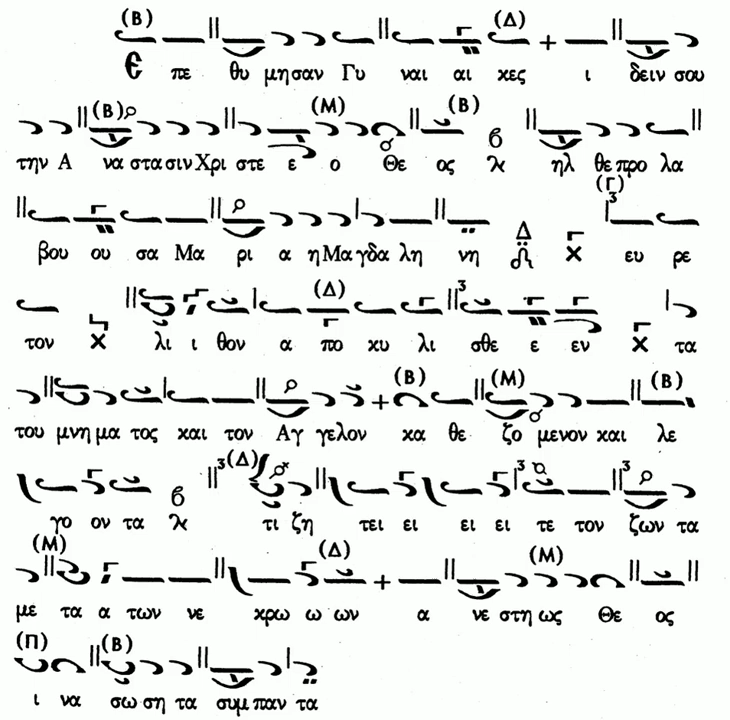 (Β) (Δ)
Ε πε θυ μησαν Γυ ναι αι κες ι δειν σου
(Β) (Μ) (Β)
την Α να στασιν Χρι στε ε ο Θε ος ηλ θε προ λα
(Γ)
βου ου σα Μα ρι α η Μα γδα λη νη Δ ευ ρε
(Δ)
τον λι ι θον α πο κυ λι σθε ε εν τα
(Β) (Μ) (Β)
του μνη μα τος και τον Αγ γελον κα θε ζο μενον και λε
(Δ)
γο ον τα τι ζη τει ει ει ει τε τον ζων τα
(Μ) (Δ) (Μ)
με τα α των νε κρω ω ων α νε στη ως Θε ος
(Π) (Β)
ι να σω ση τα συμ παν τα